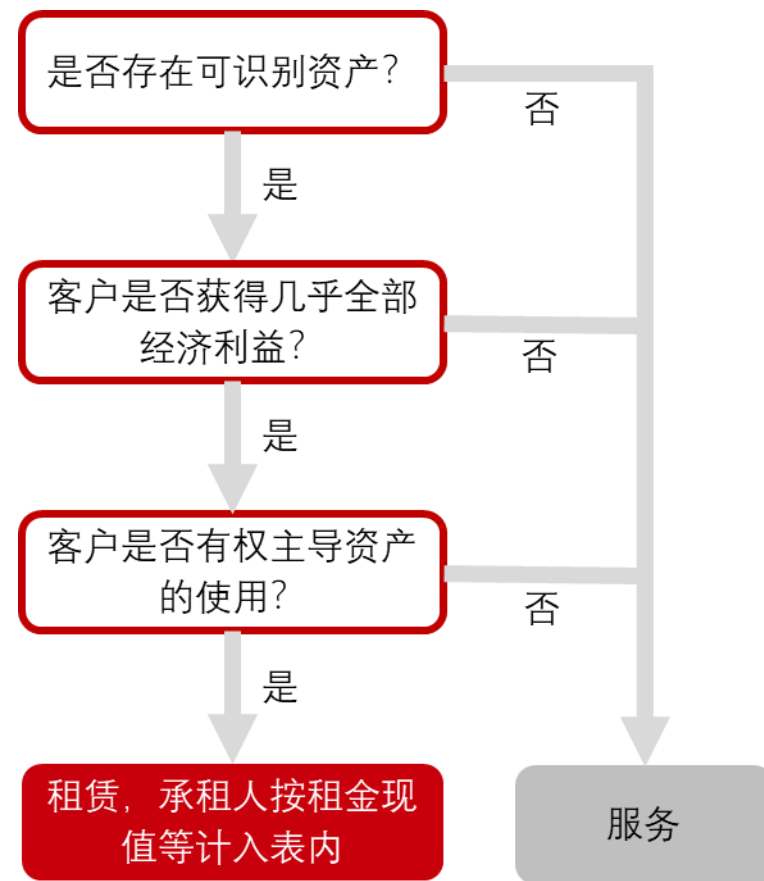 是否存在可识别资产？
否
是
客户是否获得几乎全部
经济利益？
否
是
客户是否有权主导资产
的使用？
否
是
租赁，承租人按租金现
值等计入表内
服务